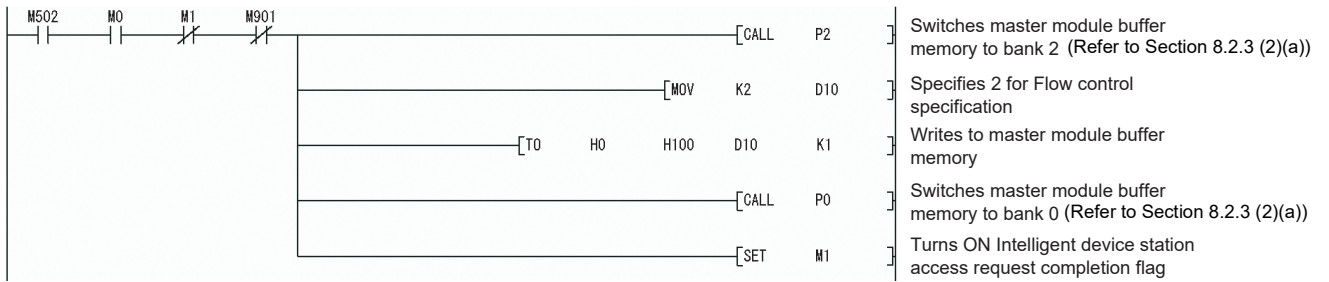 M502 M0 M1 M901
[CALL P2 ]
Switches master module buffer
memory to bank 2 (Refer to Section 8.2.3 (2)(a))
[MOV K2 D10 ]
Specifies 2 for Flow control
specification
[TO H0 H100 D10 K1 ]
Writes to master module buffer
memory
[CALL P0 ]
Switches master module buffer
memory to bank 0 (Refer to Section 8.2.3 (2)(a))
[SET M1 ]
Turns ON Intelligent device station
access request completion flag